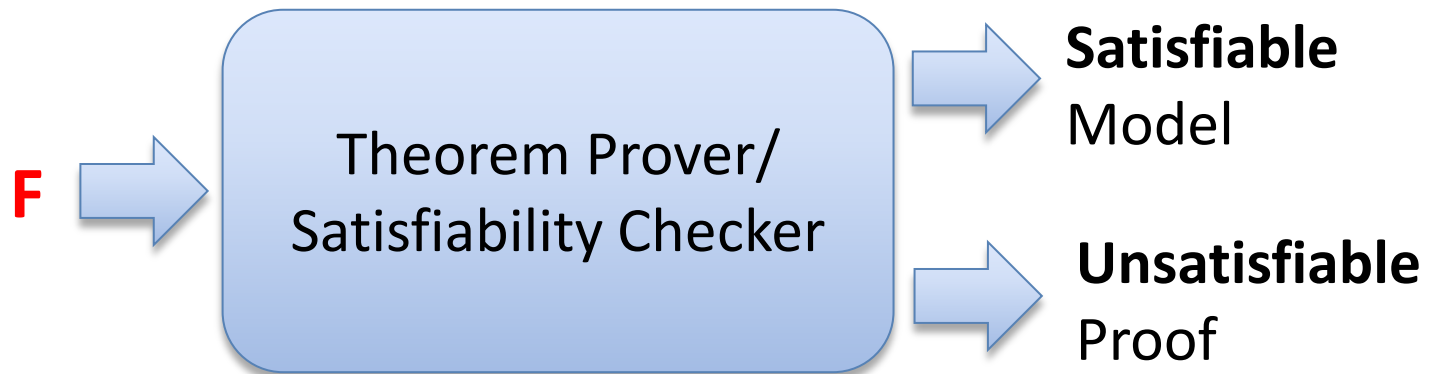 F
Theorem Prover/
Satisfiability Checker
Satisfiable
Model
Unsatisfiable
Proof